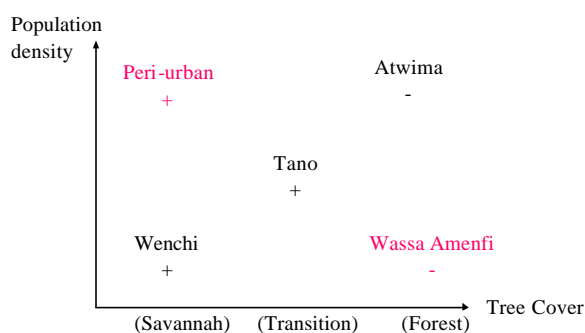 Population
density
Peri-urban
+
Atwima
-
Tano
+
Wenchi
+
Wassa Amenfi
-
Tree Cover
(Savannah) (Transition) (Forest)